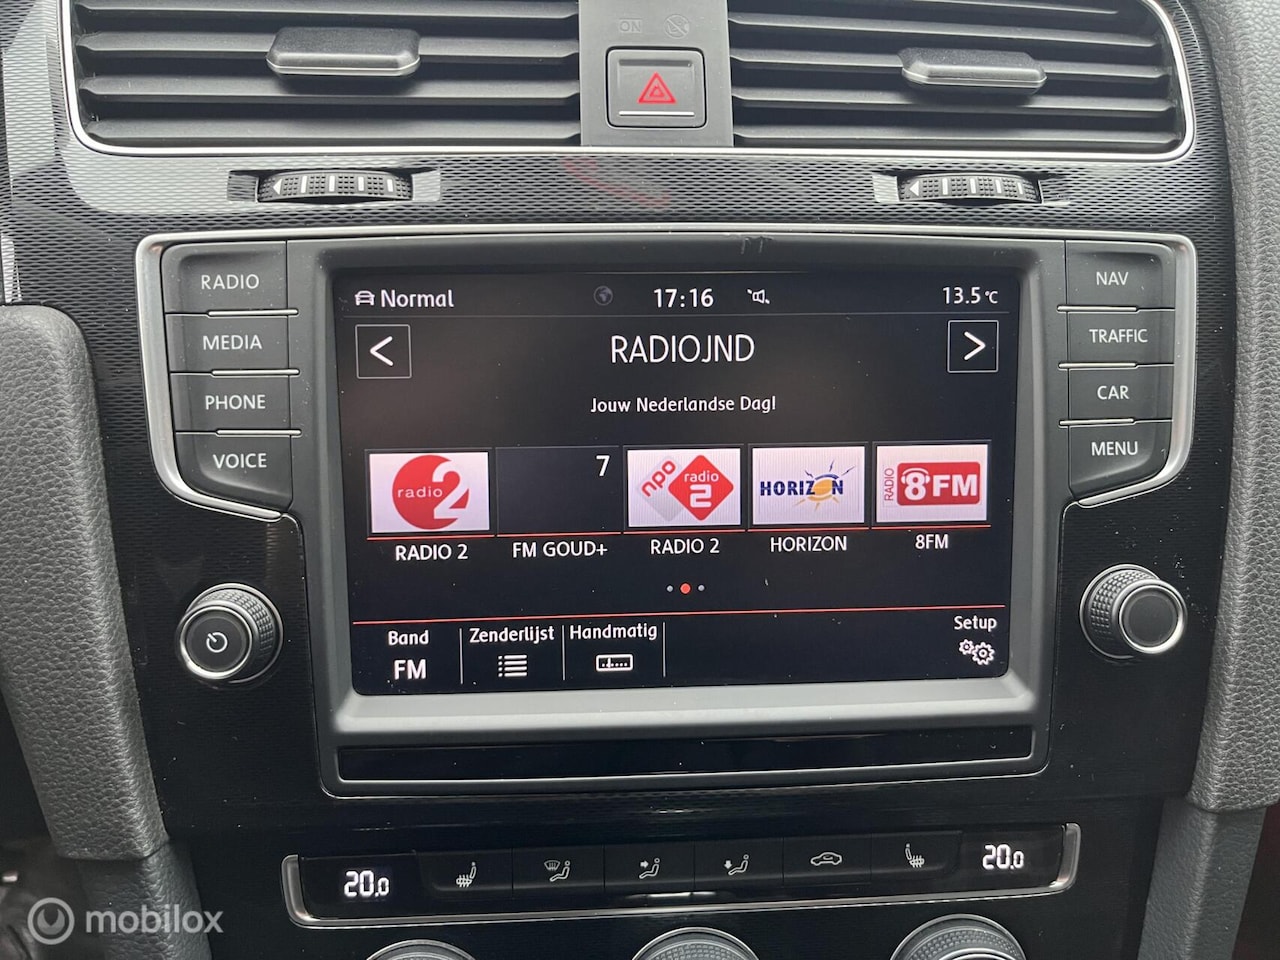 ON
RADIO
MEDIA
PHONE
VOICE
NAV
TRAFFIC
CAR
MENU
Normal
17:16
13.5°C
<
RADIOJND
>
Jouw Nederlandse Dag!
radio 2
7
npo radio 2
HORIZON
RADIO 8FM
RADIO 2
FM GOUD+
RADIO 2
HORIZON
8FM
Band
FM
Zenderlijst
Handmatig
Setup
20.0
20.0
mobilox